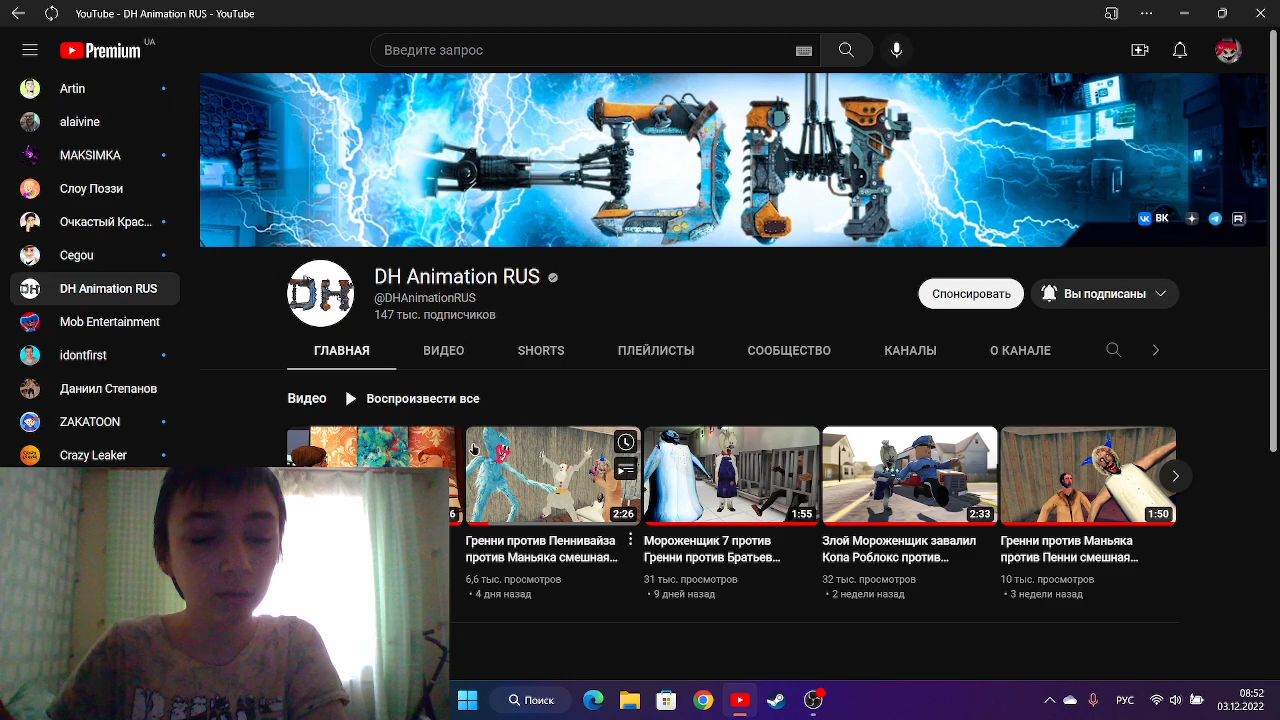 YouTube - DH Animation RUS - YouTube
Premium UA
Введите запрос
Artin
alaivine
MAKSIMKA
Слоу Поззи
Очкастый Крас...
Cegou
DH Animation RUS
Mob Entertainment
idontfirst
Даниил Степанов
ZAKATOON
Crazy Leaker
DH
ВК
DH
DH Animation RUS
@DHAnimationRUS
147 тыс. подписчиков
Спонсировать
Вы подписаны
ГЛАВНАЯ ВИДЕО SHORTS ПЛЕЙЛИСТЫ СООБЩЕСТВО КАНАЛЫ О КАНАЛЕ
Видео Воспроизвести все
2:26 1:55 2:33 1:50
Гренни против Пеннивайза
против Маньяка смешная...
6,6 тыс. просмотров
• 4 дня назад
Мороженщик 7 против
Гренни против Братьев...
31 тыс. просмотров
• 9 дней назад
Злой Мороженщик завалил
Копа Роблокс против...
32 тыс. просмотров
• 2 недели назад
Гренни против Маньяка
против Пенни смешная...
10 тыс. просмотров
• 3 недели назад
Поиск
РУС
08:52
03.12.2022